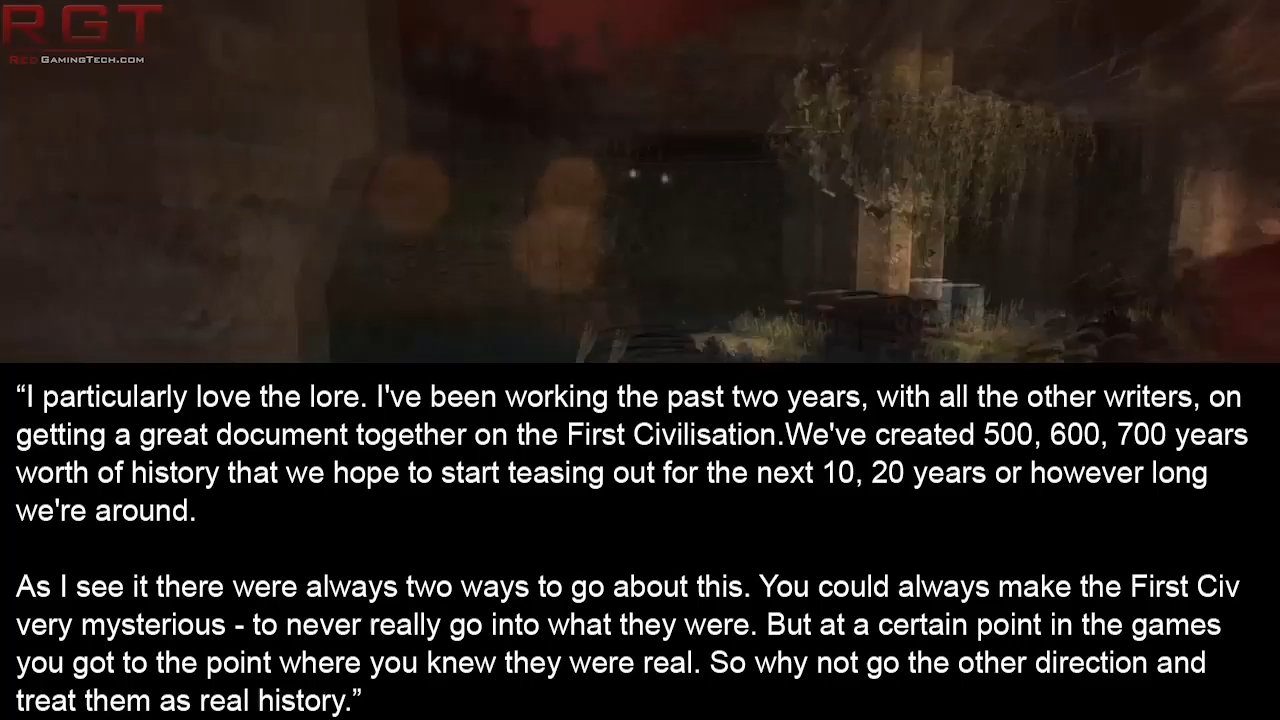 RGT
RedGamingTech.com
“I particularly love the lore. I've been working the past two years, with all the other writers, on
getting a great document together on the First Civilisation.We've created 500, 600, 700 years
worth of history that we hope to start teasing out for the next 10, 20 years or however long
we're around.
As I see it there were always two ways to go about this. You could always make the First Civ
very mysterious - to never really go into what they were. But at a certain point in the games
you got to the point where you knew they were real. So why not go the other direction and
treat them as real history.”